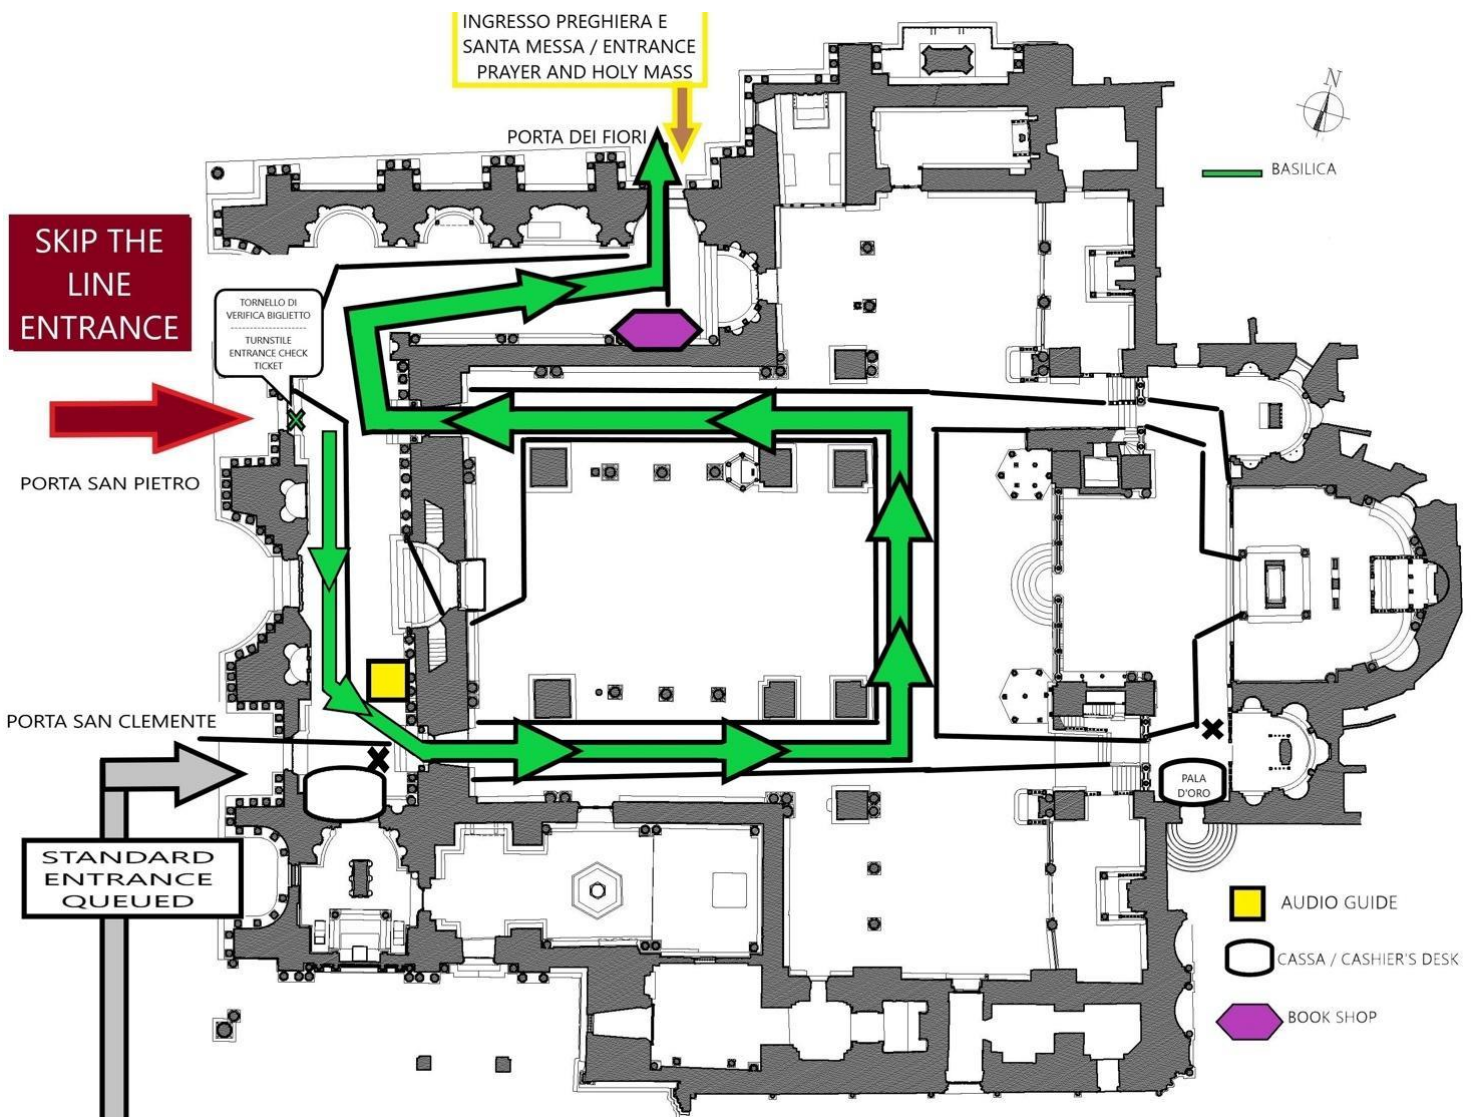 INGRESSO PREGHIERA E
SANTA MESSA / ENTRANCE
PRAYER AND HOLY MASS
PORTA DEI FIORI
N
BASILICA
SKIP THE
LINE
ENTRANCE
TORNELLO DI
VERIFICA BIGLIETTO
--------------------
TURNSTILE
ENTRANCE CHECK
TICKET
PORTA SAN PIETRO
PORTA SAN CLEMENTE
PALA
D'ORO
STANDARD
ENTRANCE
QUEUED
AUDIO GUIDE
CASSA / CASHIER'S DESK
BOOK SHOP